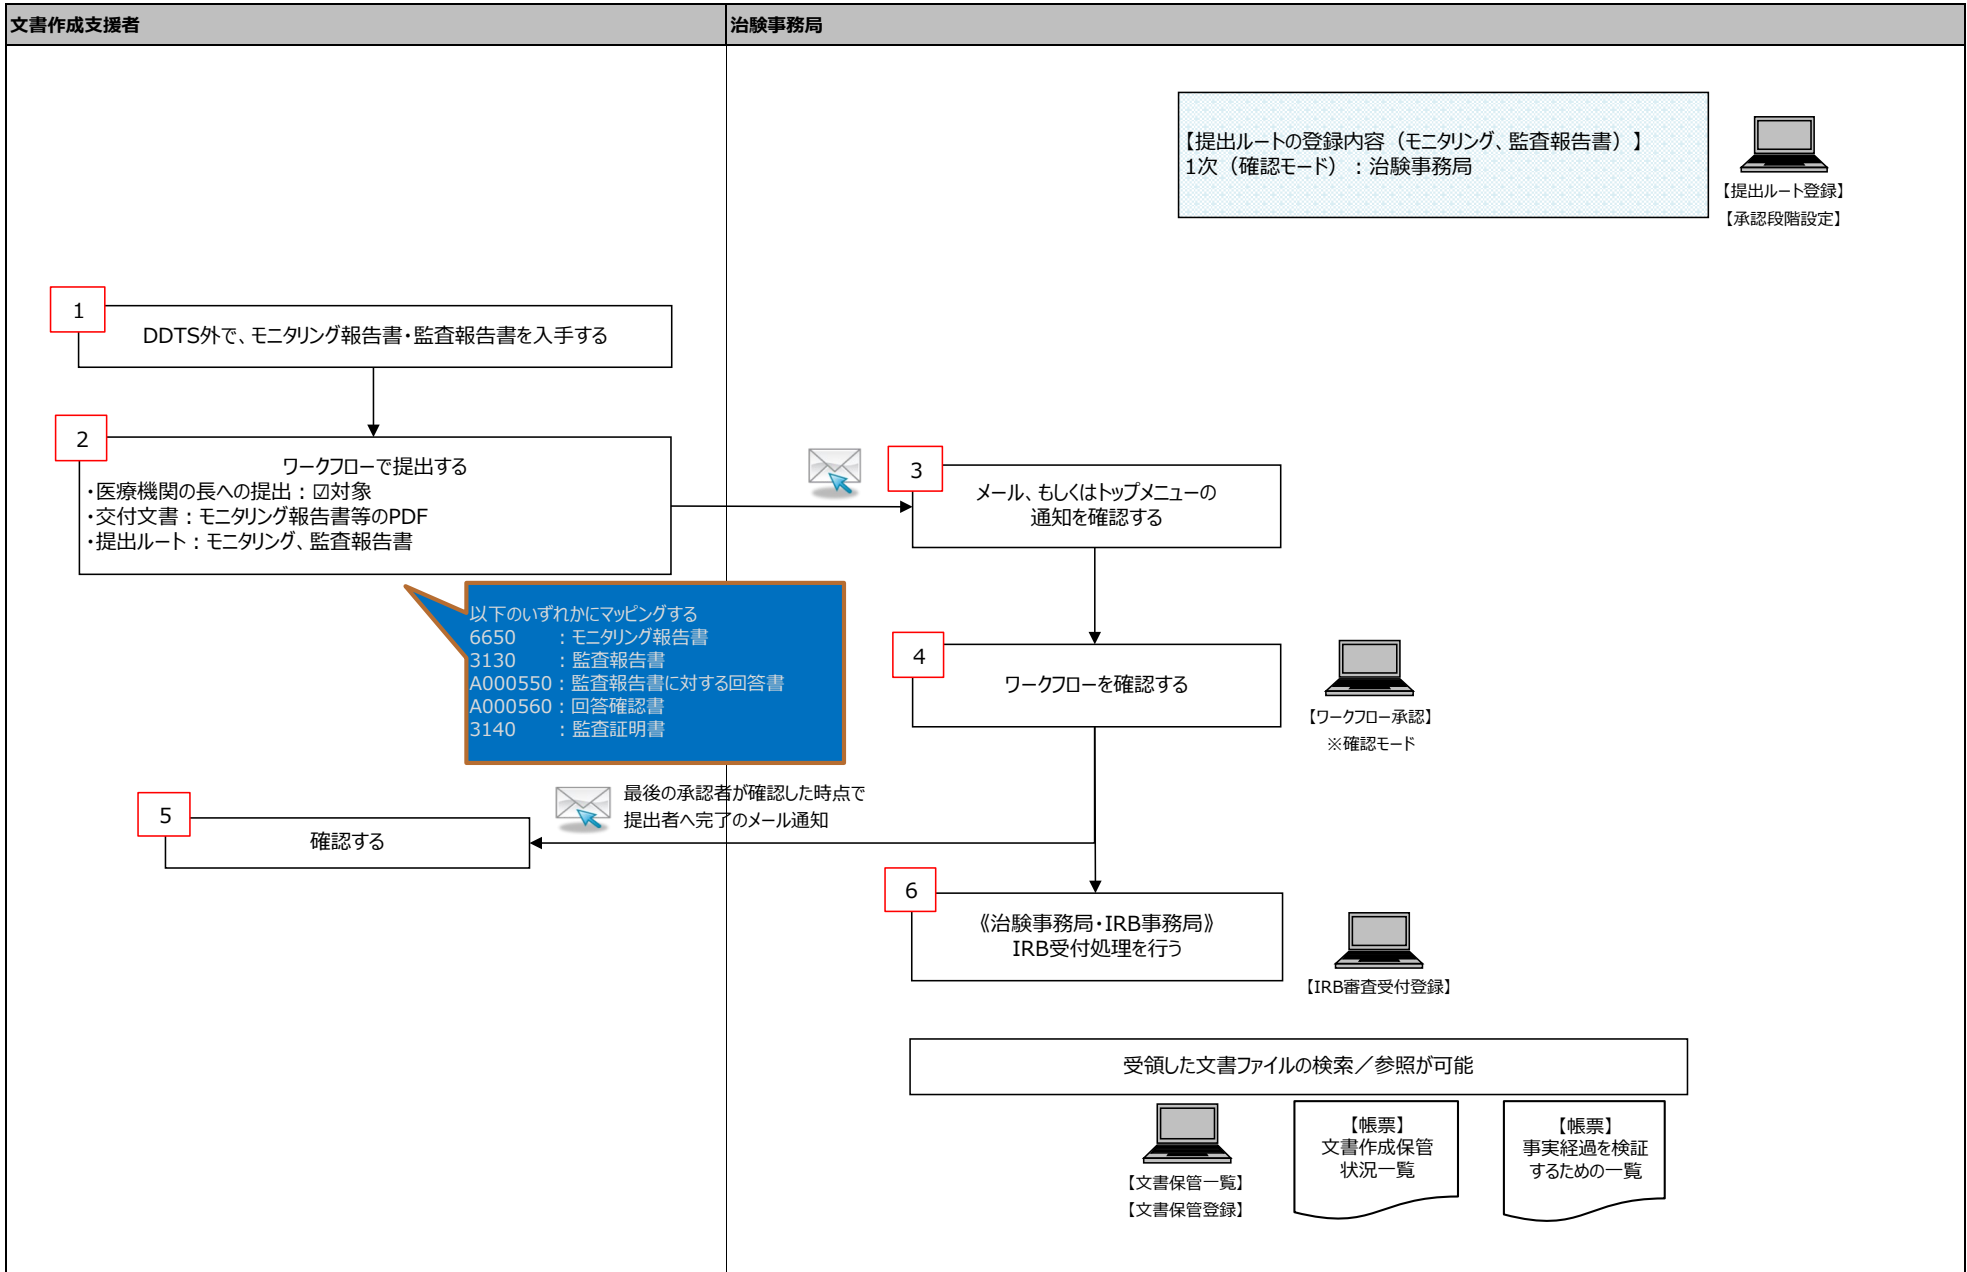 文書作成支援者
治験事務局
【提出ルートの登録内容（モニタリング、監査報告書）】
1次（確認モード）：治験事務局
【提出ルート登録】
【承認段階設定】
1
DDTS外で、モニタリング報告書・監査報告書を入手する
2
ワークフローで提出する
・医療機関の長への提出：☑対象
・交付文書：モニタリング報告書等のPDF
・提出ルート：モニタリング、監査報告書
以下のいずれかにマッピングする
6650　　：モニタリング報告書
3130　　：監査報告書
A000550：監査報告書に対する回答書
A000560：回答確認書
3140　　：監査証明書
3
メール、もしくはトップメニューの
通知を確認する
4
ワークフローを確認する
【ワークフロー承認】
※確認モード
最後の承認者が確認した時点で
提出者へ完了のメール通知
5
確認する
6
《治験事務局・IRB事務局》
IRB受付処理を行う
【IRB審査受付登録】
受領した文書ファイルの検索／参照が可能
【文書保管一覧】
【文書保管登録】
【帳票】
文書作成保管
状況一覧
【帳票】
事実経過を検証
するための一覧